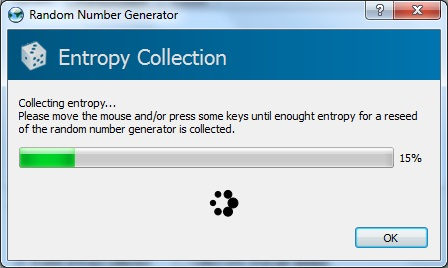 Random Number Generator
Entropy Collection
Collecting entropy...
Please move the mouse and/or press some keys until enought entropy for a reseed
of the random number generator is collected.
15%
OK